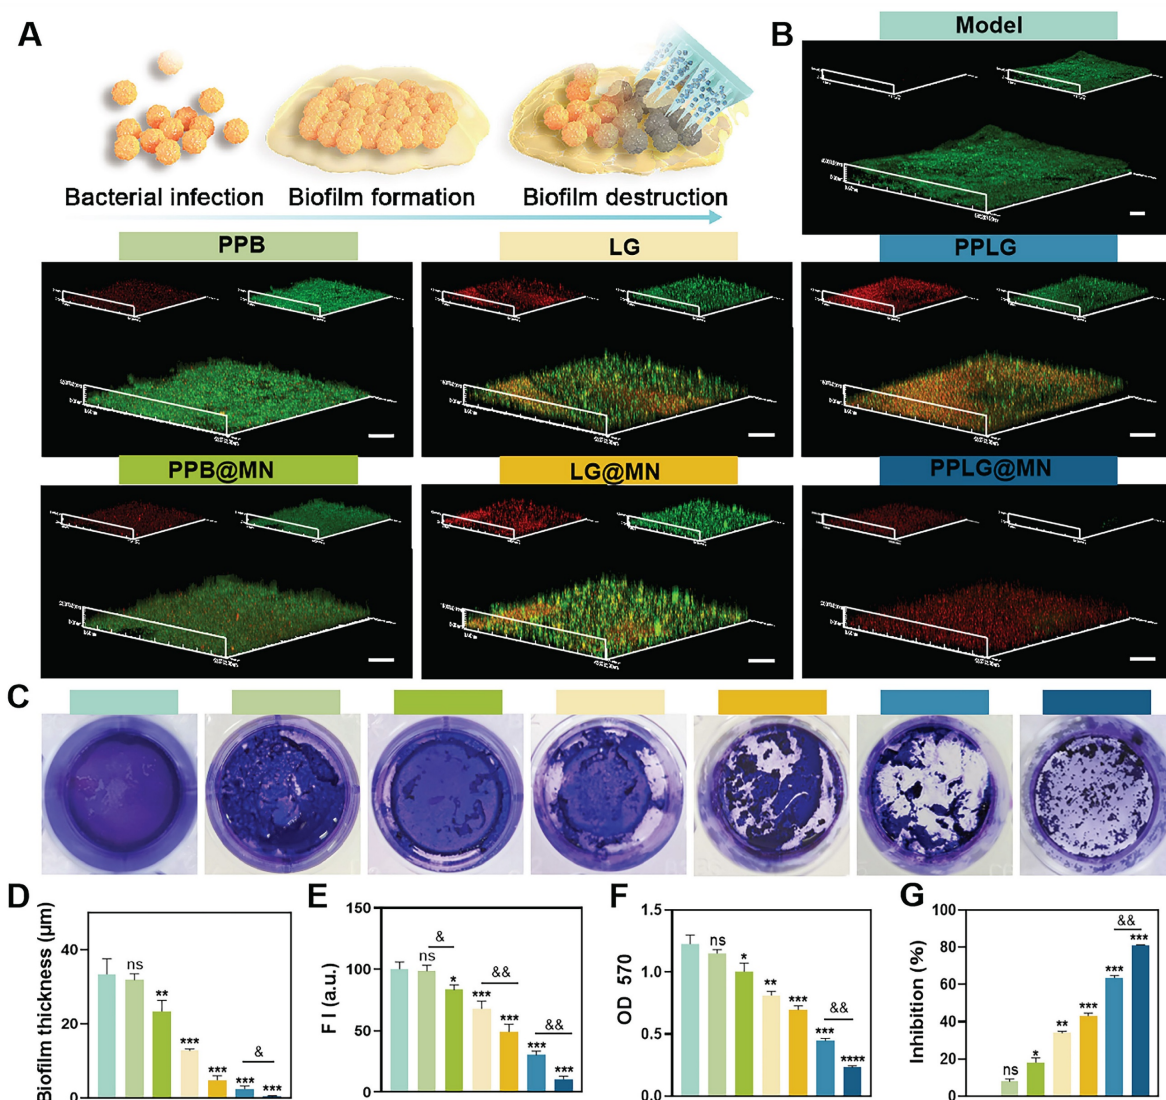 A
Bacterial infection
Biofilm formation
Biofilm destruction
B
Model
PPB
LG
PPLG
PPB@MN
LG@MN
PPLG@MN
C
D
Biofilm thickness (μm)
40
20
0
ns
**
***
***
***
&
***
E
F I (a.u.)
150
100
50
0
ns
&
*
***
&&
***
***
&&
***
F
OD 570
1.5
1.0
0.5
0.0
ns
*
**
***
***
&&
****
G
Inhibition (%)
100
80
60
40
20
0
ns
*
**
***
***
&&
***